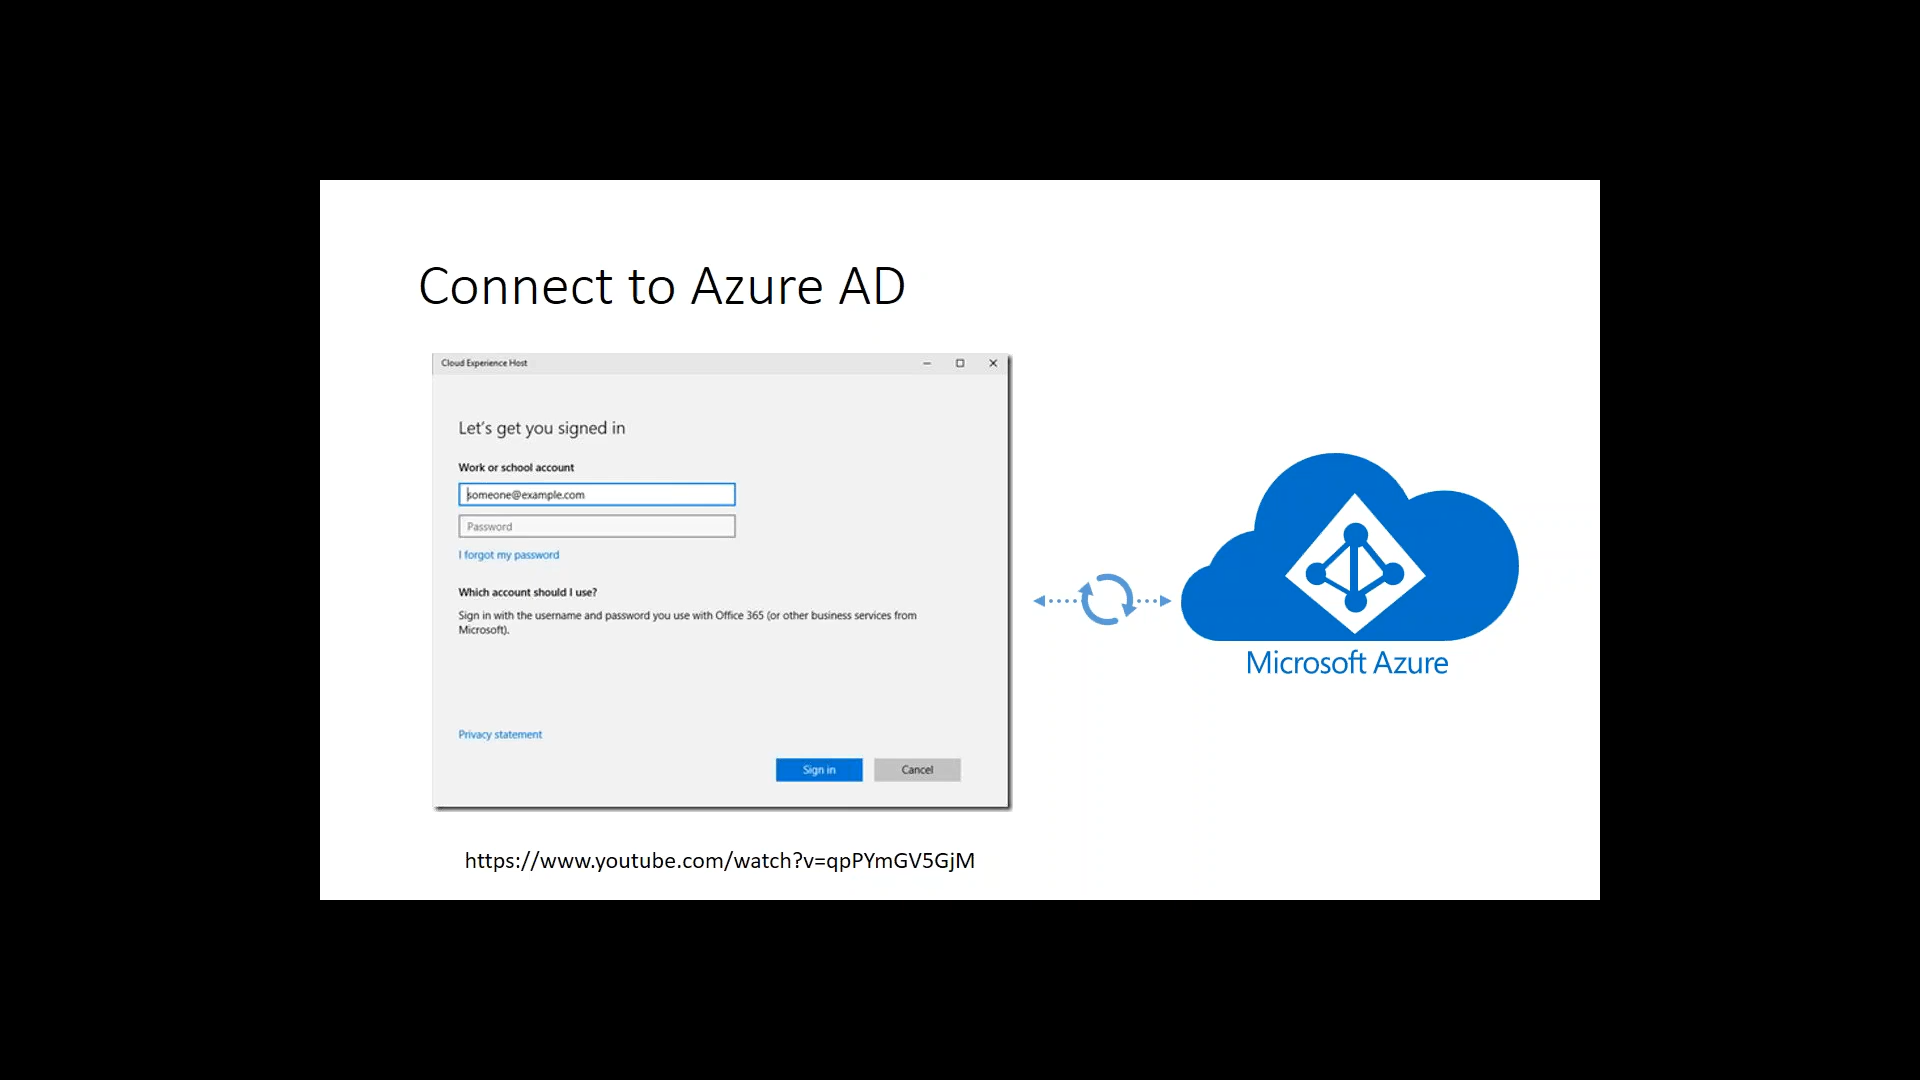 Connect to Azure AD
Cloud Experience Host
Let's get you signed in
Work or school account
someone@example.com
Password
I forgot my password
Which account should I use?
Sign in with the username and password you use with Office 365 (or other business services from
Microsoft).
Privacy statement
Sign in
Cancel
Microsoft Azure
https://www.youtube.com/watch?v=qpPYmGV5GjM